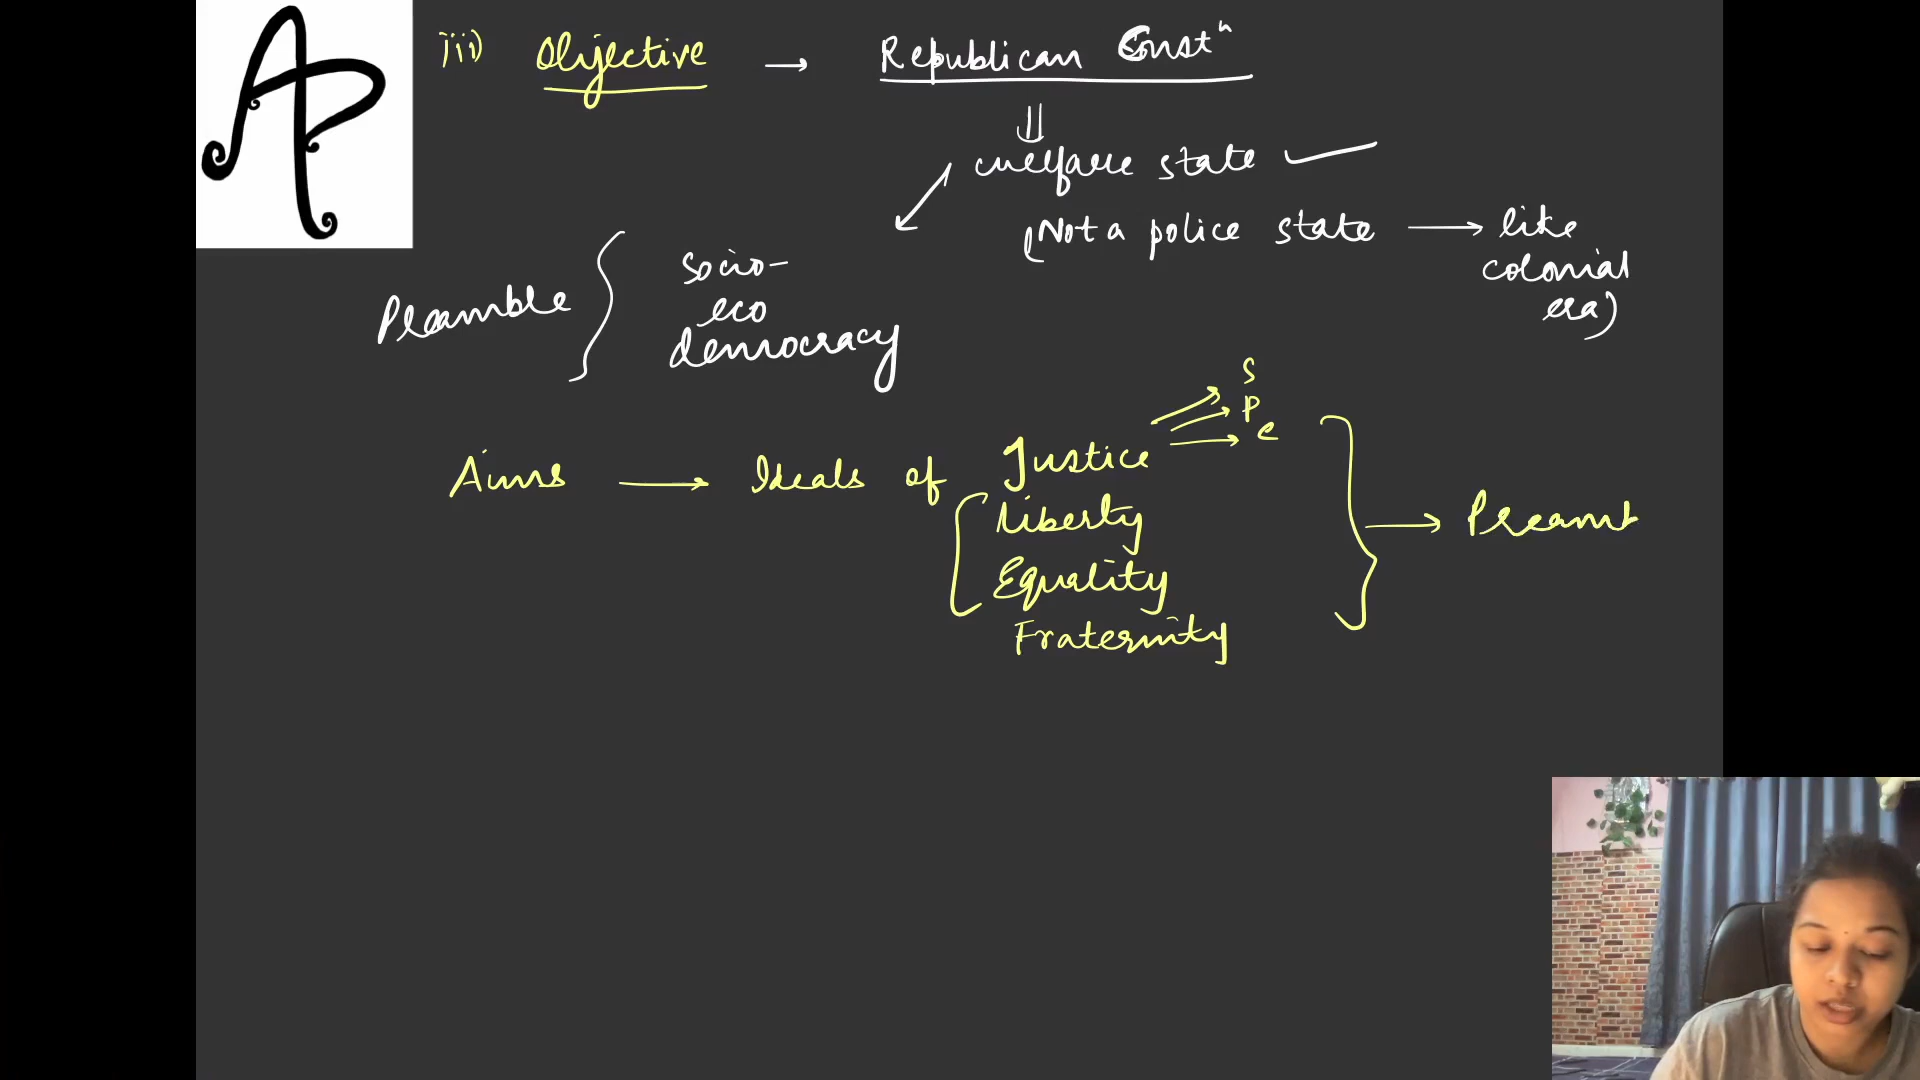 AP
iii) Objective → Republican Constⁿ
⇓
welfare state ✓
(Not a police state → like
colonial
era)
Preamble { socio-
eco
democracy
S
P
e
Aims → Ideals of Justice
Liberty
Equality
Fraternity
} → Preamb